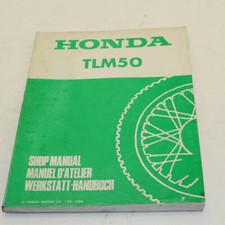 HONDA
TLM50
SHOP MANUAL
MANUEL D'ATELIER
WERKSTATT-HANDBUCH